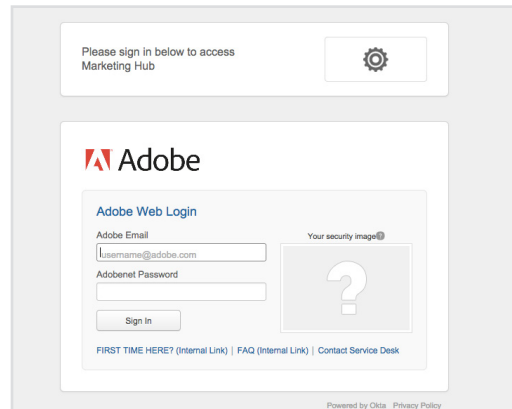 Please sign in below to access
Marketing Hub
Adobe
Adobe Web Login
Adobe Email
username@adobe.com
Your security image?
Adobenet Password
?
Sign In
FIRST TIME HERE? (Internal Link) | FAQ (Internal Link) | Contact Service Desk
Powered by Okta Privacy Policy